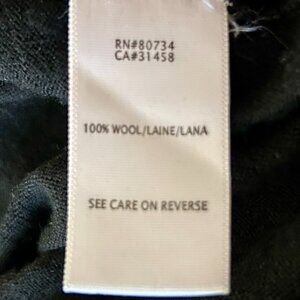 RN#80734
CA#31458
100% WOOL/LAINE/LANA
SEE CARE ON REVERSE